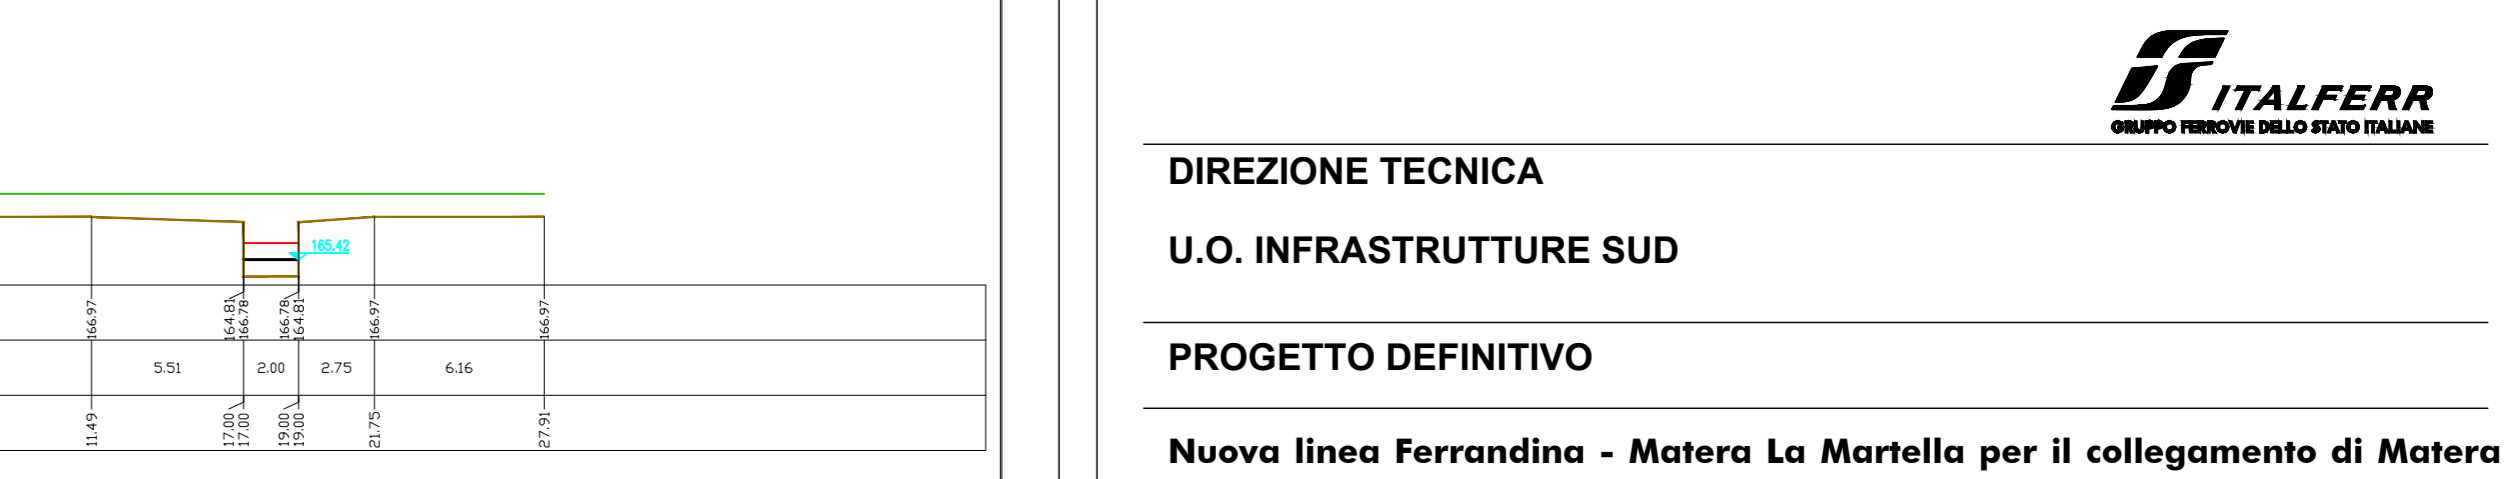 165.42
166.97 164.81 166.78 166.78 164.81 166.97 166.97
5.51 2.00 2.75 6.16
11.49 17.00 17.00 19.00 19.00 21.75 27.91
ITALFERR
GRUPPO FERROVIE DELLO STATO ITALIANE
DIREZIONE TECNICA
U.O. INFRASTRUTTURE SUD
PROGETTO DEFINITIVO
Nuova linea Ferrandina - Matera La Martella per il collegamento di Matera